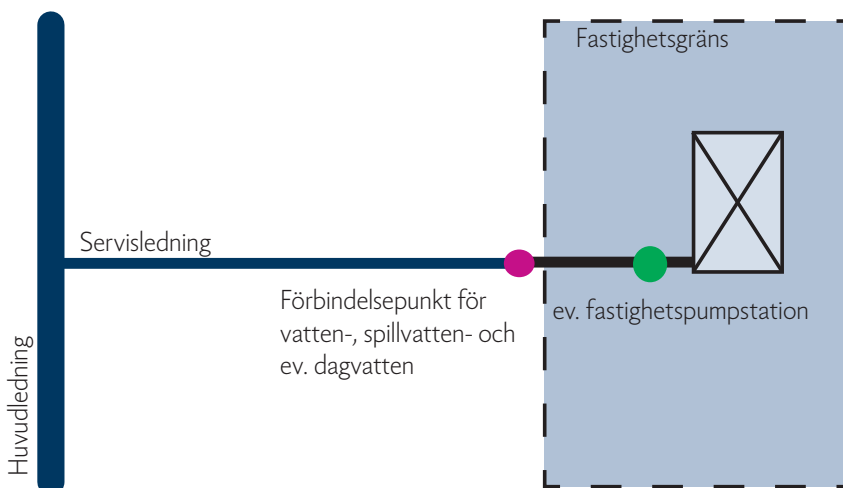 Fastighetsgräns
Servisledning
Förbindelsepunkt för
vatten-, spillvatten- och
ev. dagvatten
ev. fastighetspumpstation
Huvudledning